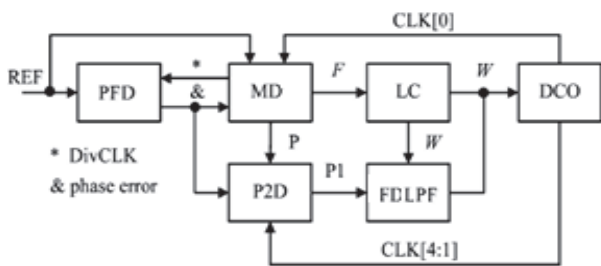 CLK[0]
REF
PFD
*
&
MD
F
LC
W
DCO
P
W
* DivCLK
& phase error
P2D
P1
FDLPF
CLK[4:1]